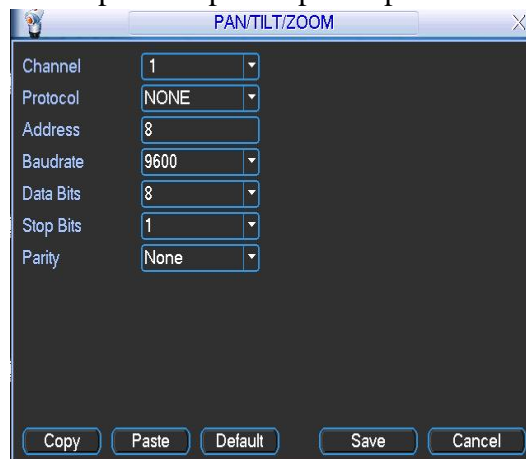 PAN/TILT/ZOOM
Channel 1
Protocol NONE
Address 8
Baudrate 9600
Data Bits 8
Stop Bits 1
Parity None
Copy Paste Default Save Cancel